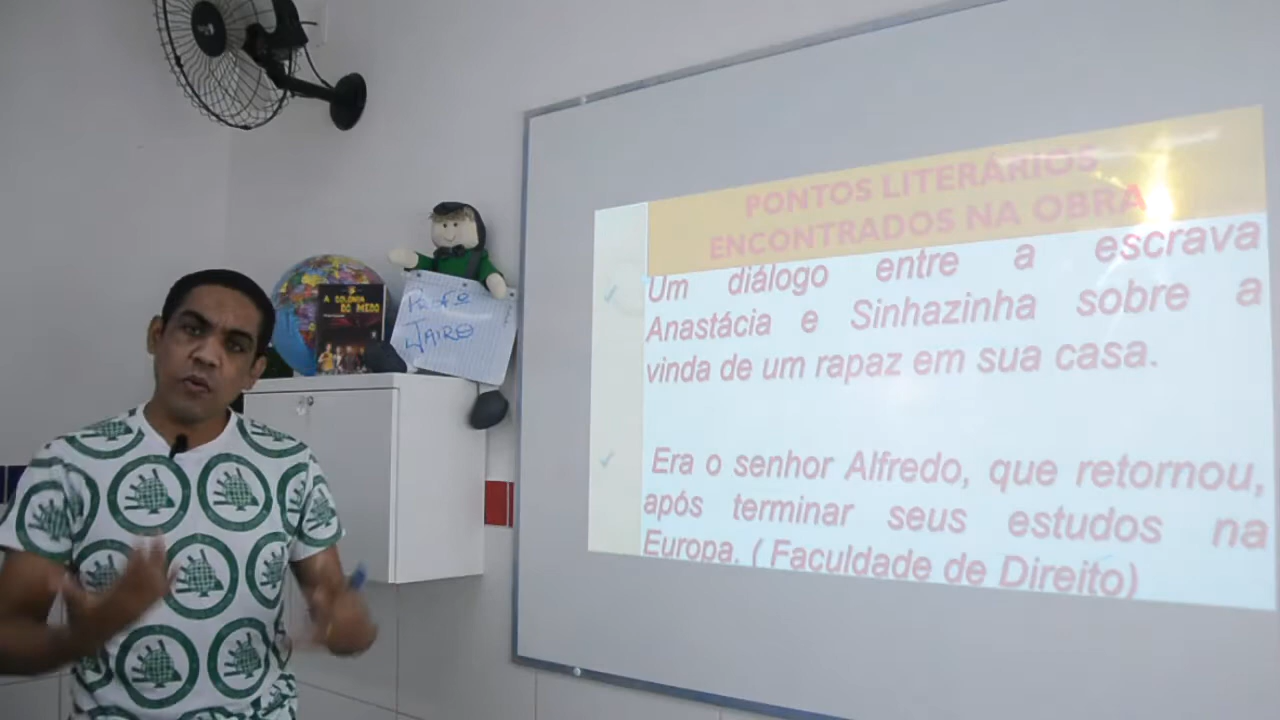 A COLÔNIA
DO MEDO
Profº
JAIRO
PONTOS LITERÁRIOS
ENCONTRADOS NA OBRA
Um diálogo entre a escrava
Anastácia e Sinhazinha sobre a
vinda de um rapaz em sua casa.
Era o senhor Alfredo, que retornou,
após terminar seus estudos na
Europa. ( Faculdade de Direito)